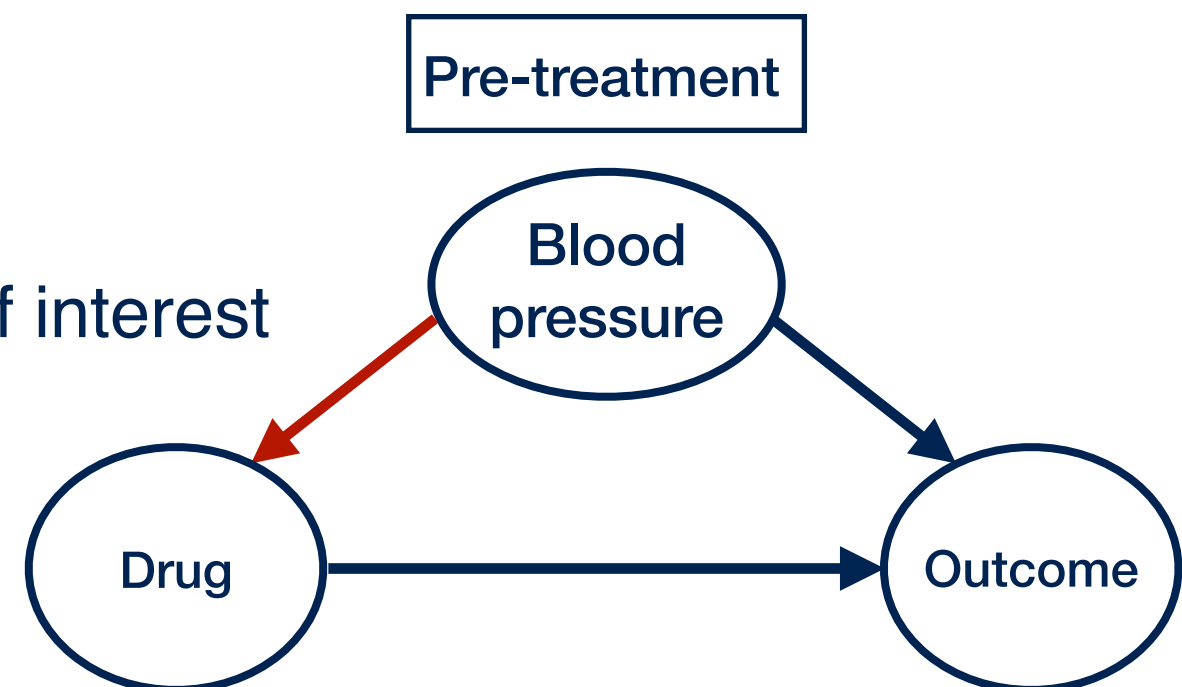 Pre-treatment
Blood
pressure
f interest
Drug
Outcome